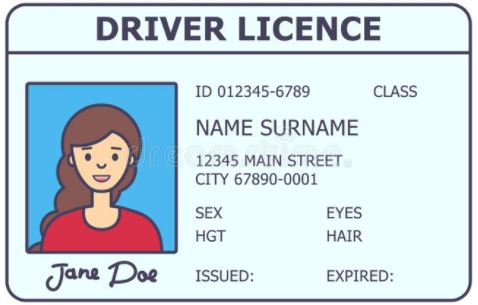 DRIVER LICENCE
ID 012345-6789 CLASS
NAME SURNAME
12345 MAIN STREET
CITY 67890-0001
SEX EYES
HGT HAIR
Jane Doe ISSUED: EXPIRED:
dreamstime